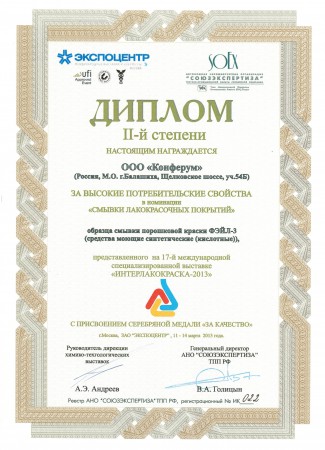 ЭКСПОЦЕНТР
SOEX
"СОЮЗЭКСПЕРТИЗА"
ufi
Approved
Event
ДИПЛОМ
II-й степени
НАСТОЯЩИМ НАГРАЖДАЕТСЯ
ООО «Конферум»
(Россия, М.О. г.Балашиха, Щелковское шоссе, уч.54Б)
ЗА ВЫСОКИЕ ПОТРЕБИТЕЛЬСКИЕ СВОЙСТВА
в номинации
«СМЫВКИ ЛАКОКРАСОЧНЫХ ПОКРЫТИЙ»
образца смывки порошковой краски ФЭЙЛ-3
(средства моющие синтетические (кислотные)),
представленного на 17-й международной
специализированной выставке
«ИНТЕРЛАКОКРАСКА-2013»
С ПРИСВОЕНИЕМ СЕРЕБРЯНОЙ МЕДАЛИ «ЗА КАЧЕСТВО»
г.Москва, ЗАО "ЭКСПОЦЕНТР", 11 - 14 марта 2013 года.
Руководитель дирекции
химико-технологических
выставок
Генеральный директор
АНО "СОЮЗЭКСПЕРТИЗА"
ТПП РФ
А.Э. Андреев
В.А. Голицын
Реестр АНО "СОЮЗЭКСПЕРТИЗА"ТПП РФ, регистрационный № ИК 022